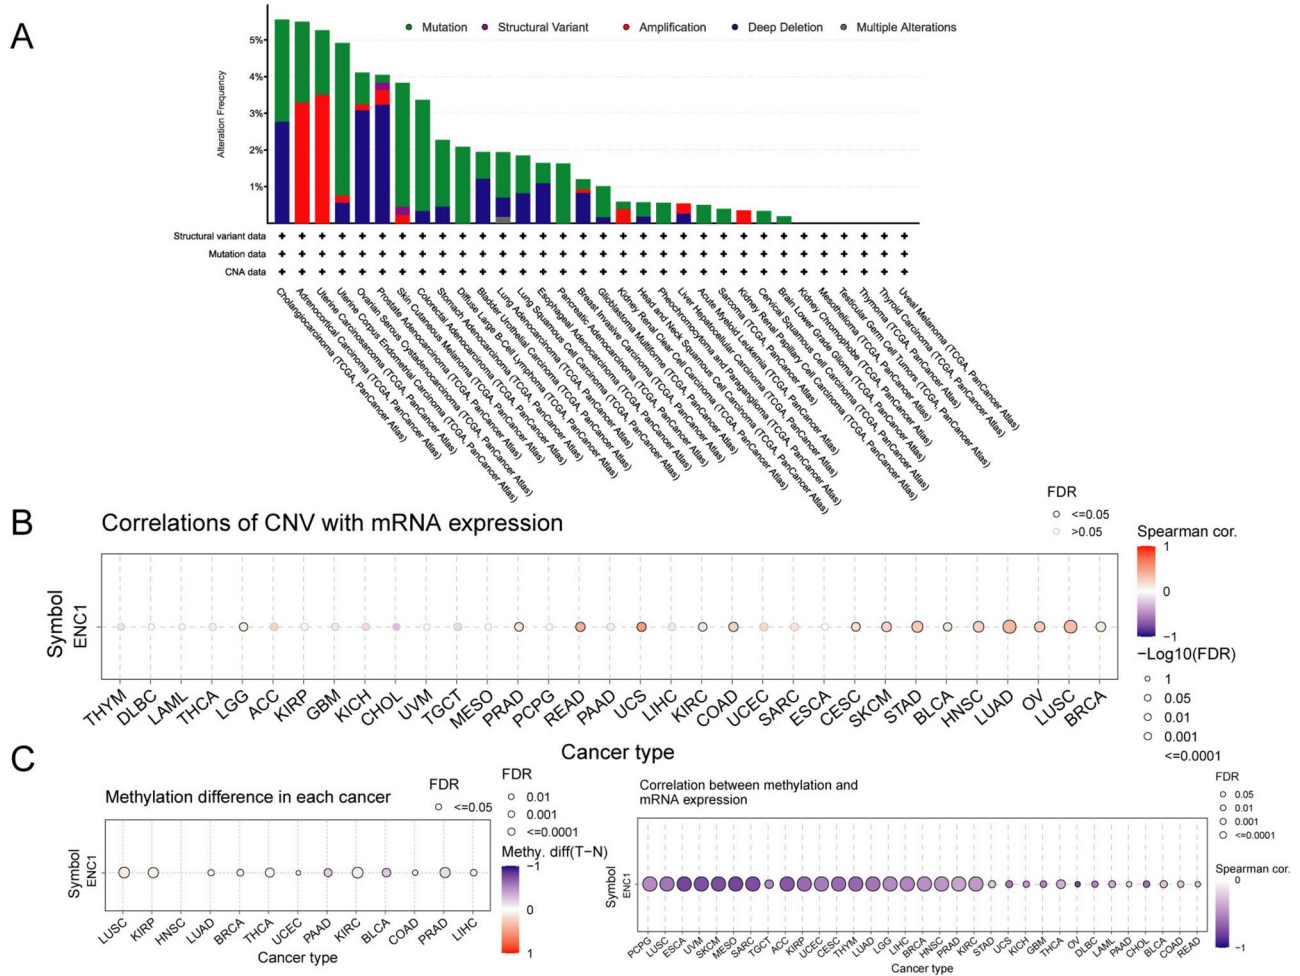 A
Mutation
Structural Variant
Amplification
Deep Deletion
Multiple Alterations
Alteration Frequency
5%
4%
3%
2%
1%
Structural variant data
Mutation data
CNA data
Cholangiocarcinoma (TCGA, PanCancer Atlas)
Adrenocortical Carcinoma (TCGA, PanCancer Atlas)
Uterine Carcinosarcoma (TCGA, PanCancer Atlas)
Uterine Corpus Endometrial Carcinoma (TCGA, PanCancer Atlas)
Ovarian Serous Cystadenocarcinoma (TCGA, PanCancer Atlas)
Prostate Adenocarcinoma (TCGA, PanCancer Atlas)
Skin Cutaneous Melanoma (TCGA, PanCancer Atlas)
Colorectal Adenocarcinoma (TCGA, PanCancer Atlas)
Stomach Adenocarcinoma (TCGA, PanCancer Atlas)
Diffuse Large B-Cell Lymphoma (TCGA, PanCancer Atlas)
Bladder Urothelial Carcinoma (TCGA, PanCancer Atlas)
Lung Adenocarcinoma (TCGA, PanCancer Atlas)
Lung Squamous Cell Carcinoma (TCGA, PanCancer Atlas)
Esophageal Adenocarcinoma (TCGA, PanCancer Atlas)
Pancreatic Adenocarcinoma (TCGA, PanCancer Atlas)
Breast Invasive Carcinoma (TCGA, PanCancer Atlas)
Glioblastoma Multiforme (TCGA, PanCancer Atlas)
Kidney Renal Clear Cell Carcinoma (TCGA, PanCancer Atlas)
Head and Neck Squamous Cell Carcinoma (TCGA, PanCancer Atlas)
Pheochromocytoma and Paraganglioma (TCGA, PanCancer Atlas)
Liver Hepatocellular Carcinoma (TCGA, PanCancer Atlas)
Acute Myeloid Leukemia (TCGA, PanCancer Atlas)
Sarcoma (TCGA, PanCancer Atlas)
Kidney Renal Papillary Cell Carcinoma (TCGA, PanCancer Atlas)
Cervical Squamous Cell Carcinoma (TCGA, PanCancer Atlas)
Brain Lower Grade Glioma (TCGA, PanCancer Atlas)
Kidney Chromophobe (TCGA, PanCancer Atlas)
Mesothelioma (TCGA, PanCancer Atlas)
Testicular Germ Cell Tumors (TCGA, PanCancer Atlas)
Thymoma (TCGA, PanCancer Atlas)
Thyroid Carcinoma (TCGA, PanCancer Atlas)
Uveal Melanoma (TCGA, PanCancer Atlas)
B
Correlations of CNV with mRNA expression
FDR
<=0.05
>0.05
Spearman cor.
1
0
−1
−Log10(FDR)
1
0.05
0.01
0.001
<=0.0001
Symbol
ENC1
THYM
DLBC
LAML
THCA
LGG
ACC
KIRP
GBM
KICH
CHOL
UVM
TGCT
MESO
PRAD
PCPG
READ
PAAD
UCS
LIHC
KIRC
COAD
UCEC
SARC
ESCA
CESC
SKCM
STAD
BLCA
HNSC
LUAD
OV
LUSC
BRCA
Cancer type
C
Methylation difference in each cancer
FDR
<=0.05
FDR
0.01
0.001
<=0.0001
Methy. diff(T−N)
−1
0
1
Symbol
ENC1
LUSC
KIRP
HNSC
LUAD
BRCA
THCA
UCEC
PAAD
KIRC
BLCA
COAD
PRAD
LIHC
Cancer type
Correlation between methylation and
mRNA expression
FDR
0.05
0.01
0.001
<=0.0001
Spearman cor.
0
−1
Symbol
ENC1
PCPG
LUSC
ESCA
UVM
SKCM
MESO
SARC
TGCT
ACC
KIRP
UCEC
CESC
THYM
LUAD
LGG
LIHC
BRCA
HNSC
PRAD
KIRC
STAD
UCS
KICH
GBM
THCA
OV
DLBC
LAML
PAAD
CHOL
BLCA
COAD
READ
Cancer type